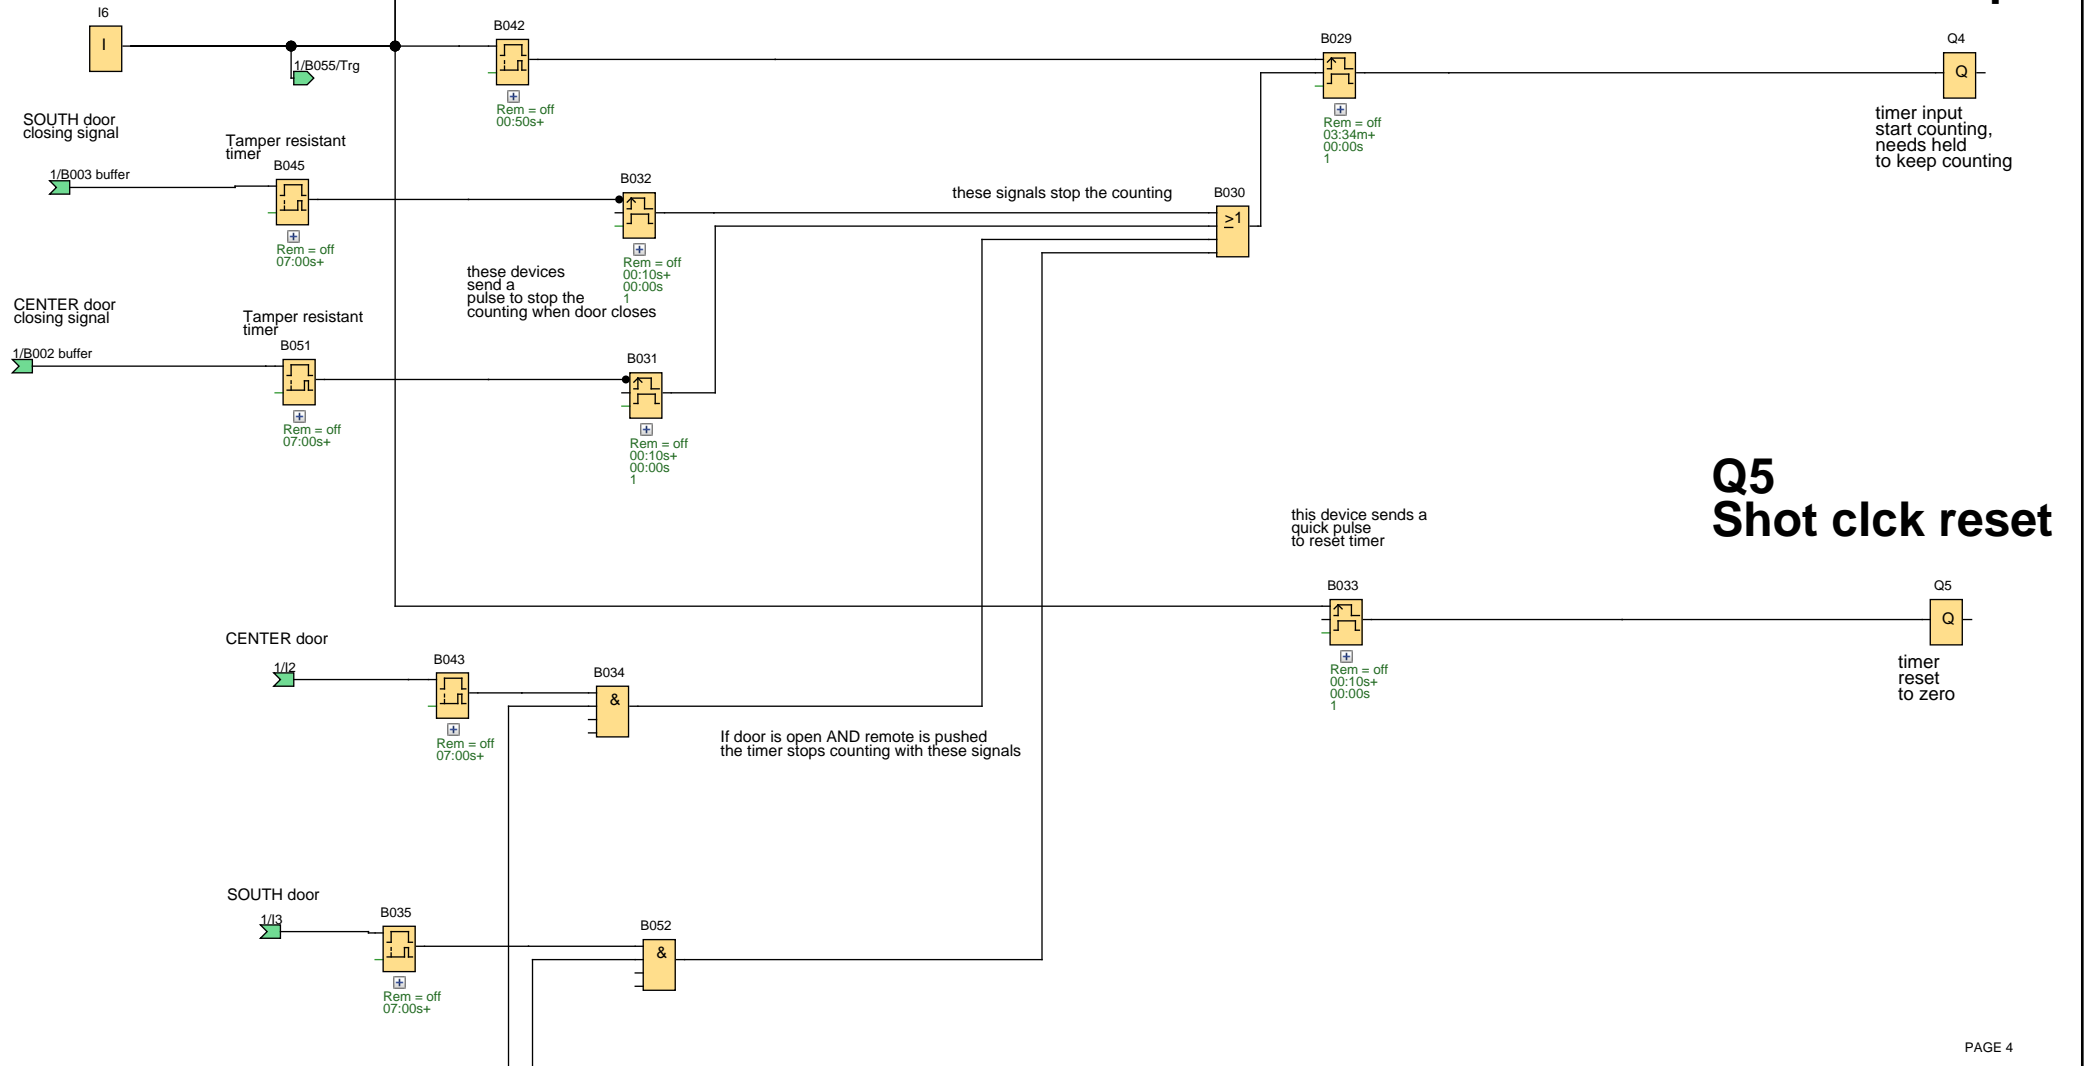 I6
I
1/B055/Trg
B042
Rem = off
00:50s+
B029
Rem = off
03:34m+
00:00s
1
Q4
Q
timer input
start counting,
needs held
to keep counting
SOUTH door
closing signal
1/B003 buffer
Tamper resistant
timer
B045
Rem = off
07:00s+
B032
Rem = off
00:10s+
00:00s
1
these signals stop the counting
B030
>1
these devices
send a
pulse to stop the
counting when door closes
CENTER door
closing signal
1/B002 buffer
Tamper resistant
timer
B051
Rem = off
07:00s+
B031
Rem = off
00:10s+
00:00s
1
Q5
Shot clck reset
this device sends a
quick pulse
to reset timer
B033
Rem = off
00:10s+
00:00s
1
Q5
Q
timer
reset
to zero
CENTER door
1/I2
B043
Rem = off
07:00s+
B034
&
If door is open AND remote is pushed
the timer stops counting with these signals
SOUTH door
1/I3
B035
Rem = off
07:00s+
B052
&
PAGE 4